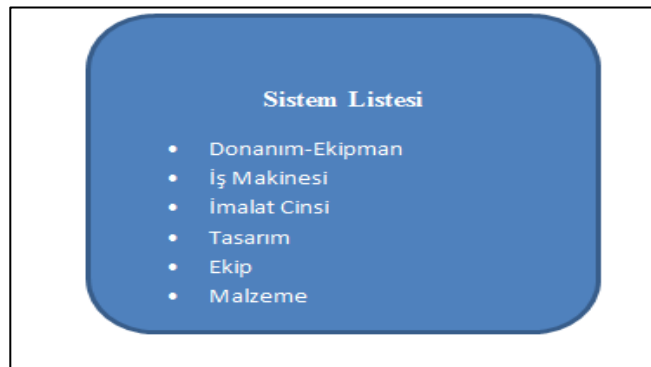 Sistem Listesi
• Donanım-Ekipman
• İş Makinesi
• İmalat Cinsi
• Tasarım
• Ekip
• Malzeme